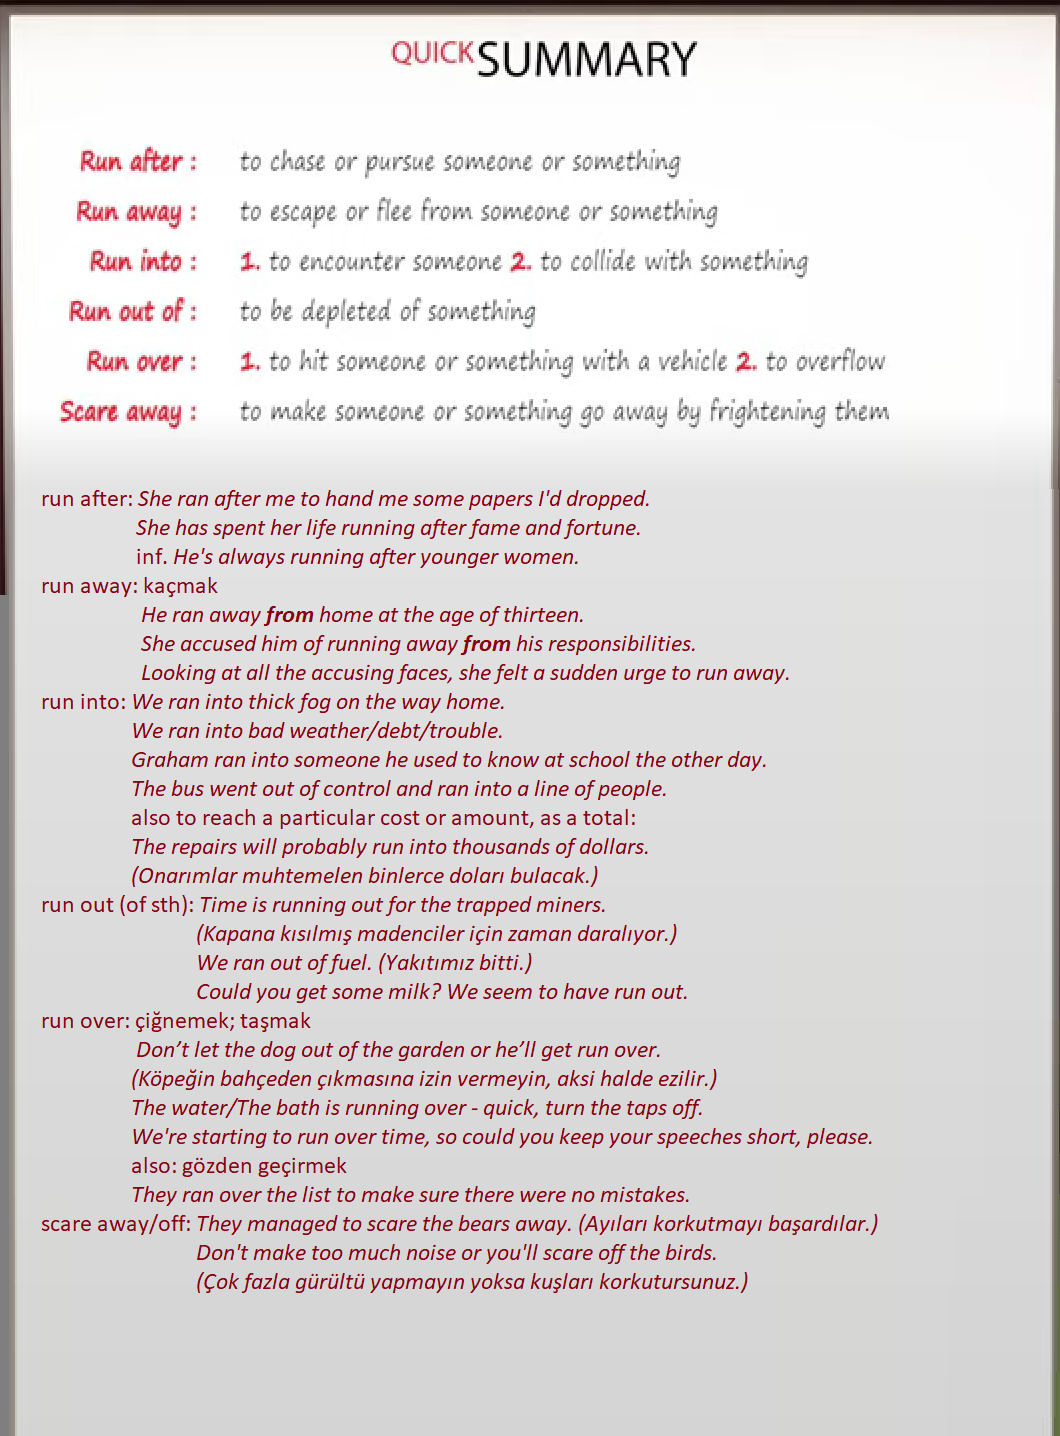 QUICK SUMMARY
Run after : to chase or pursue someone or something
Run away : to escape or flee from someone or something
Run into : 1. to encounter someone 2. to collide with something
Run out of : to be depleted of something
Run over : 1. to hit someone or something with a vehicle 2. to overflow
Scare away : to make someone or something go away by frightening them
run after: She ran after me to hand me some papers I'd dropped.
She has spent her life running after fame and fortune.
inf. He's always running after younger women.
run away: kaçmak
He ran away from home at the age of thirteen.
She accused him of running away from his responsibilities.
Looking at all the accusing faces, she felt a sudden urge to run away.
run into: We ran into thick fog on the way home.
We ran into bad weather/debt/trouble.
Graham ran into someone he used to know at school the other day.
The bus went out of control and ran into a line of people.
also to reach a particular cost or amount, as a total:
The repairs will probably run into thousands of dollars.
(Onarımlar muhtemelen binlerce doları bulacak.)
run out (of sth): Time is running out for the trapped miners.
(Kapana kısılmış madenciler için zaman daralıyor.)
We ran out of fuel. (Yakıtımız bitti.)
Could you get some milk? We seem to have run out.
run over: çiğnemek; taşmak
Don’t let the dog out of the garden or he’ll get run over.
(Köpeğin bahçeden çıkmasına izin vermeyin, aksi halde ezilir.)
The water/The bath is running over - quick, turn the taps off.
We're starting to run over time, so could you keep your speeches short, please.
also: gözden geçirmek
They ran over the list to make sure there were no mistakes.
scare away/off: They managed to scare the bears away. (Ayıları korkutmayı başardılar.)
Don't make too much noise or you'll scare off the birds.
(Çok fazla gürültü yapmayın yoksa kuşları korkutursunuz.)